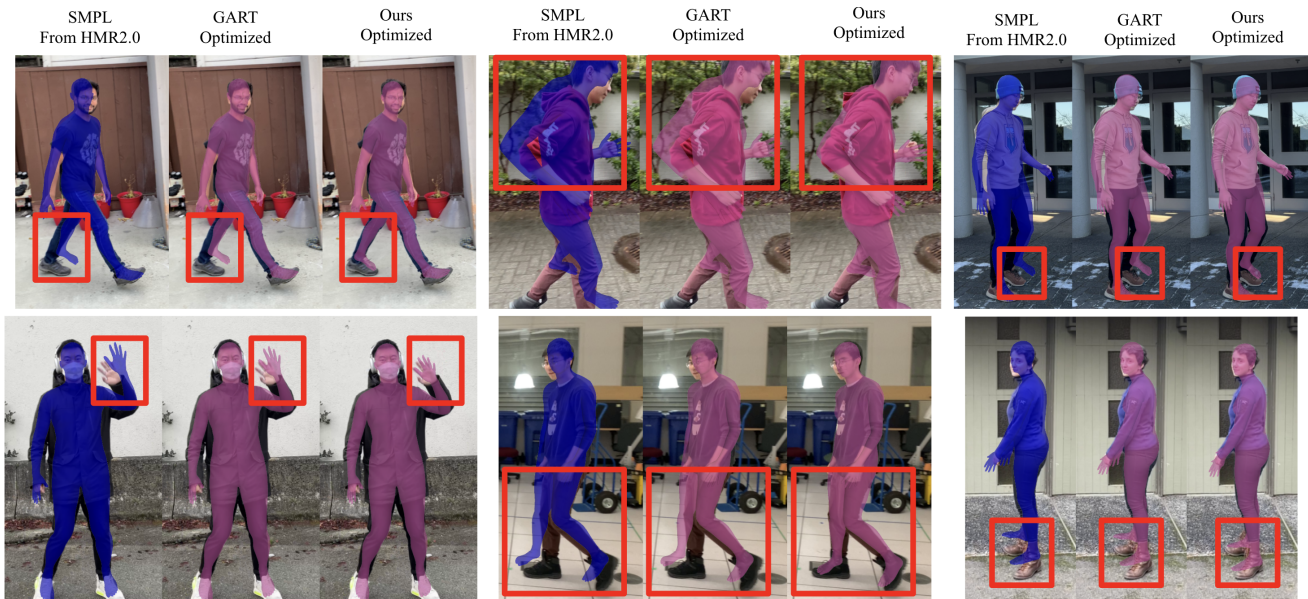 SMPL
From HMR2.0
GART
Optimized
Ours
Optimized
SMPL
From HMR2.0
GART
Optimized
Ours
Optimized
SMPL
From HMR2.0
GART
Optimized
Ours
Optimized